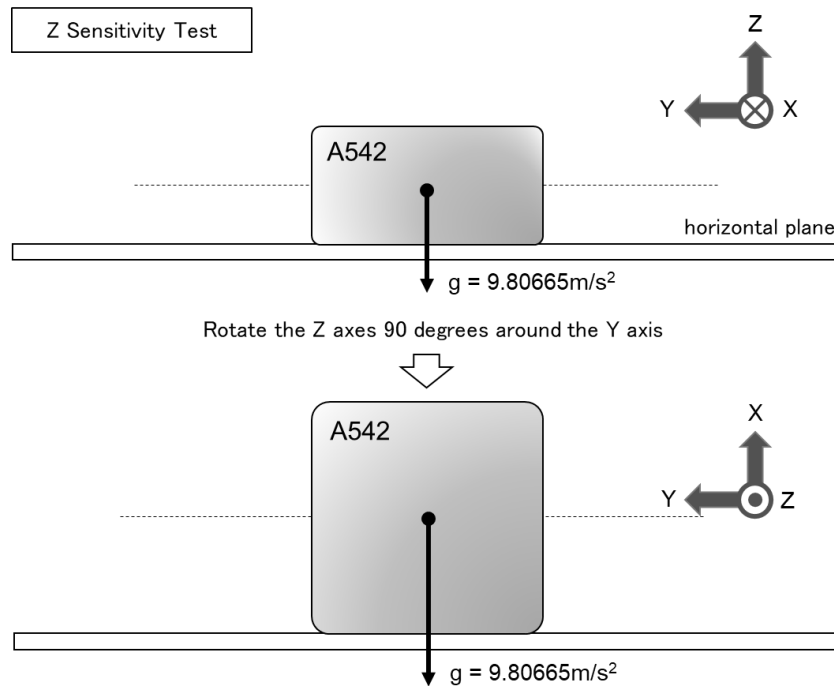 Z Sensitivity Test
Z
Y X
A542
horizontal plane
g = 9.80665m/s²
Rotate the Z axes 90 degrees around the Y axis
A542
X
Y Z
g = 9.80665m/s²